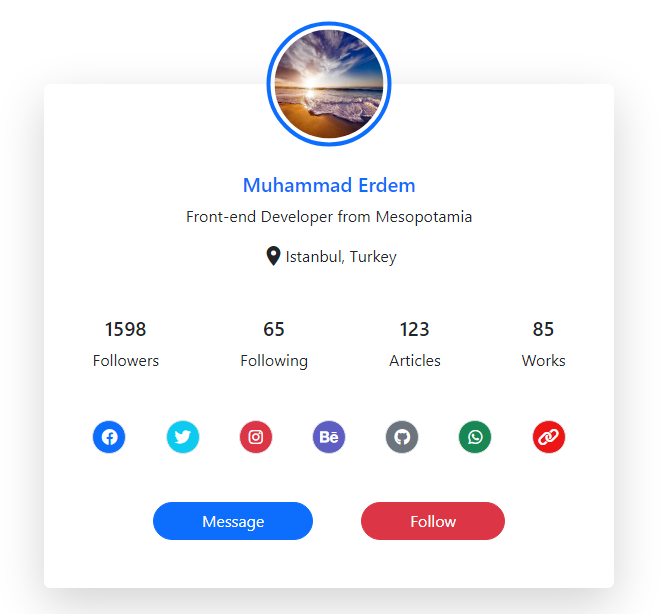 Muhammad Erdem
Front-end Developer from Mesopotamia
Istanbul, Turkey
1598 65 123 85
Followers Following Articles Works
Bē
Message Follow